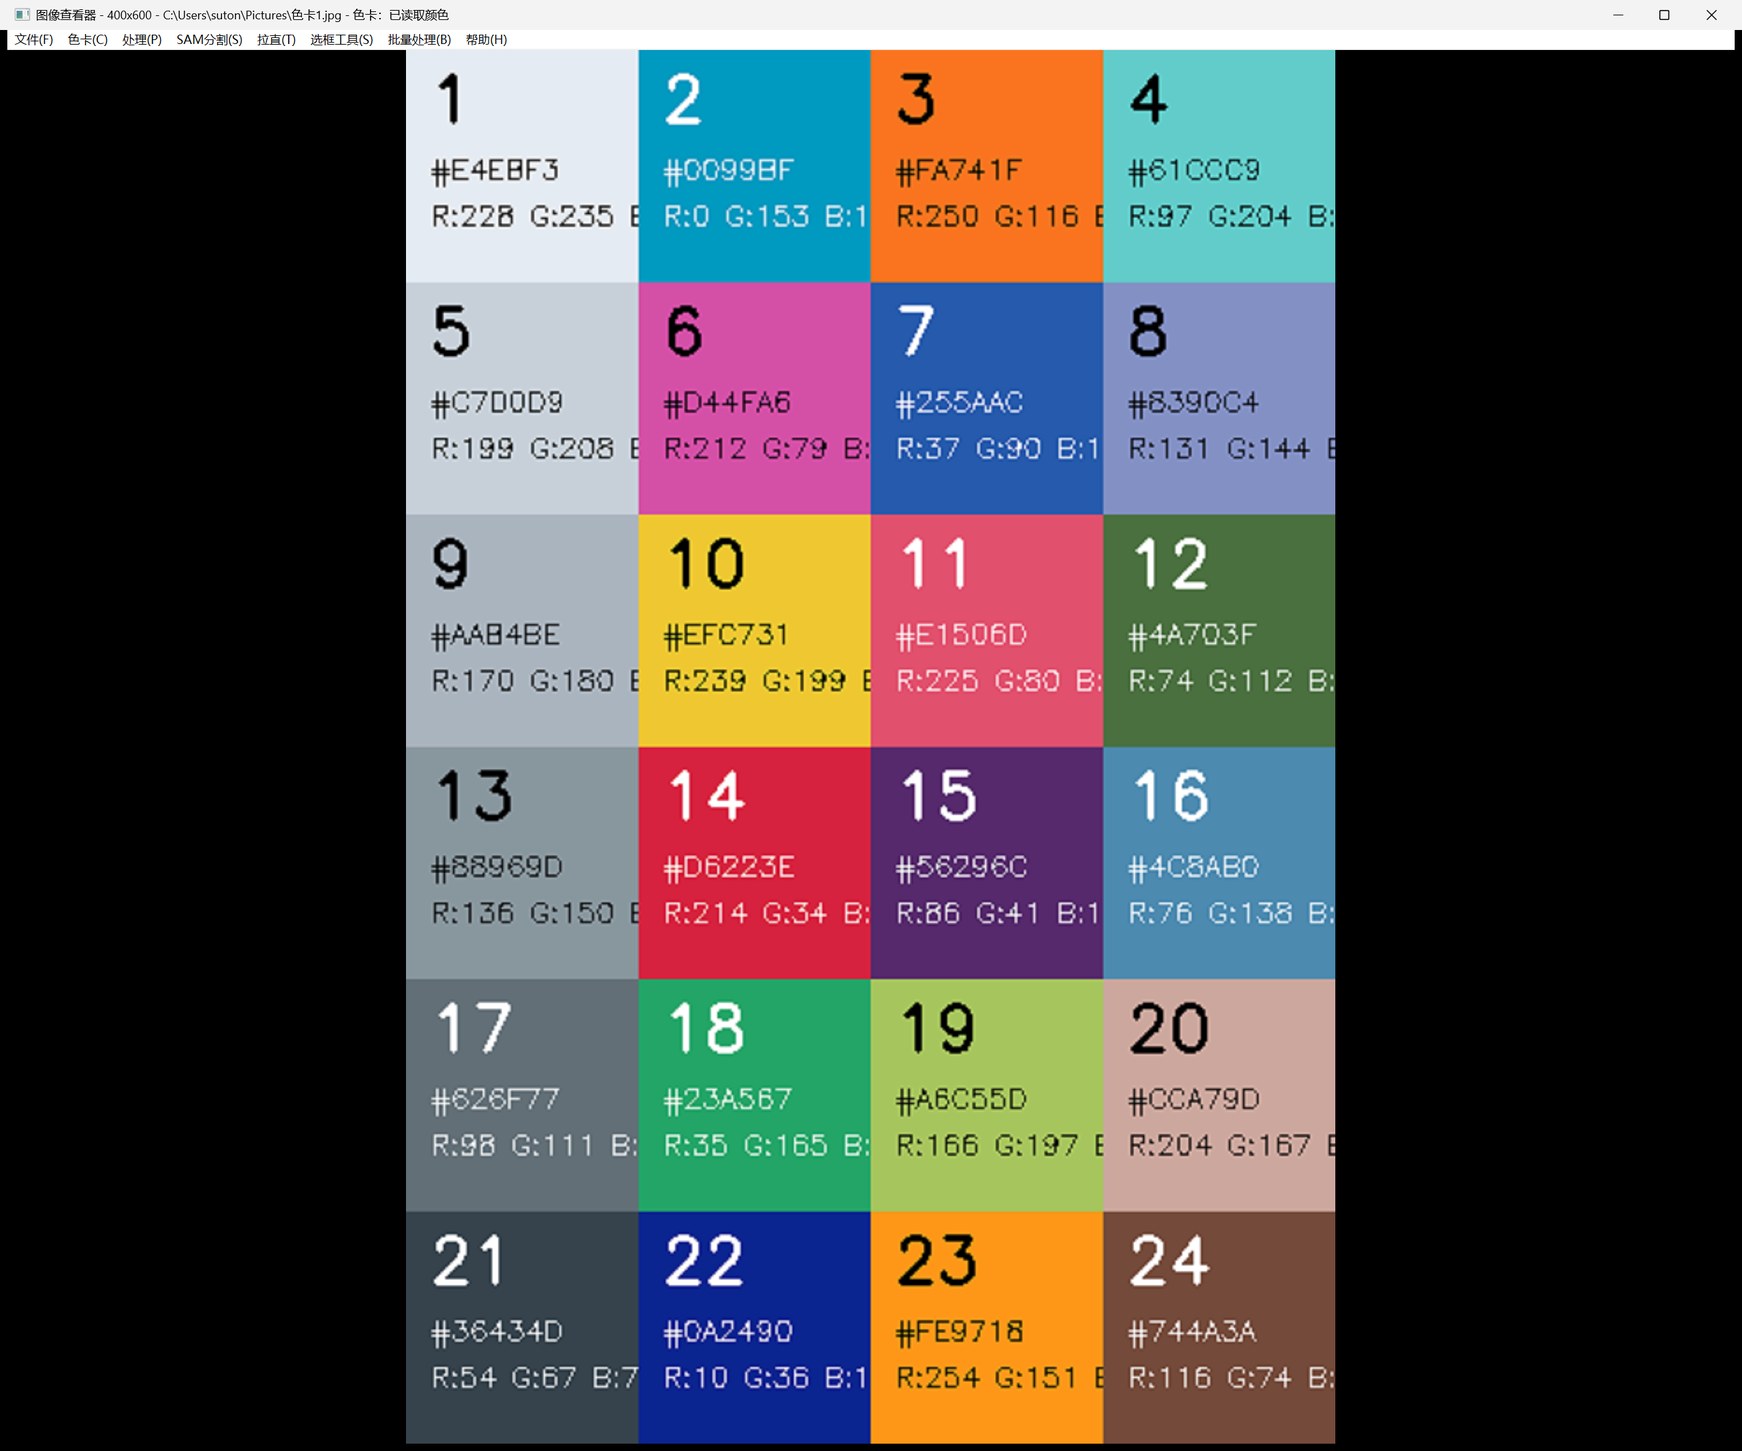 图像查看器 - 400x600 - C:\Users\suton\Pictures\色卡1.jpg - 色卡：已读取颜色
文件(F) 色卡(C) 处理(P) SAM分割(S) 拉直(T) 选框工具(S) 批量处理(B) 帮助(H)
1 2 3 4
#E4EBF3 #0099BF #FA741F #61CCC9
R:228 G:235 B R:0 G:153 B:1 R:250 G:116 B R:97 G:204 B:
5 6 7 8
#C7D0D9 #D44FA6 #255AAC #8390C4
R:199 G:208 B R:212 G:79 B: R:37 G:90 B:1 R:131 G:144 B
9 10 11 12
#AAB4BE #EFC731 #E1506D #4A703F
R:170 G:180 B R:239 G:199 B R:225 G:80 B: R:74 G:112 B:
13 14 15 16
#88969D #D6223E #56296C #4C8AB0
R:136 G:150 B R:214 G:34 B: R:86 G:41 B:1 R:76 G:138 B:
17 18 19 20
#626F77 #23A567 #A6C55D #CCA79D
R:98 G:111 B: R:35 G:165 B: R:166 G:197 B R:204 G:167 B
21 22 23 24
#36434D #0A2490 #FE9718 #744A3A
R:54 G:67 B:7 R:10 G:36 B:1 R:254 G:151 B R:116 G:74 B: